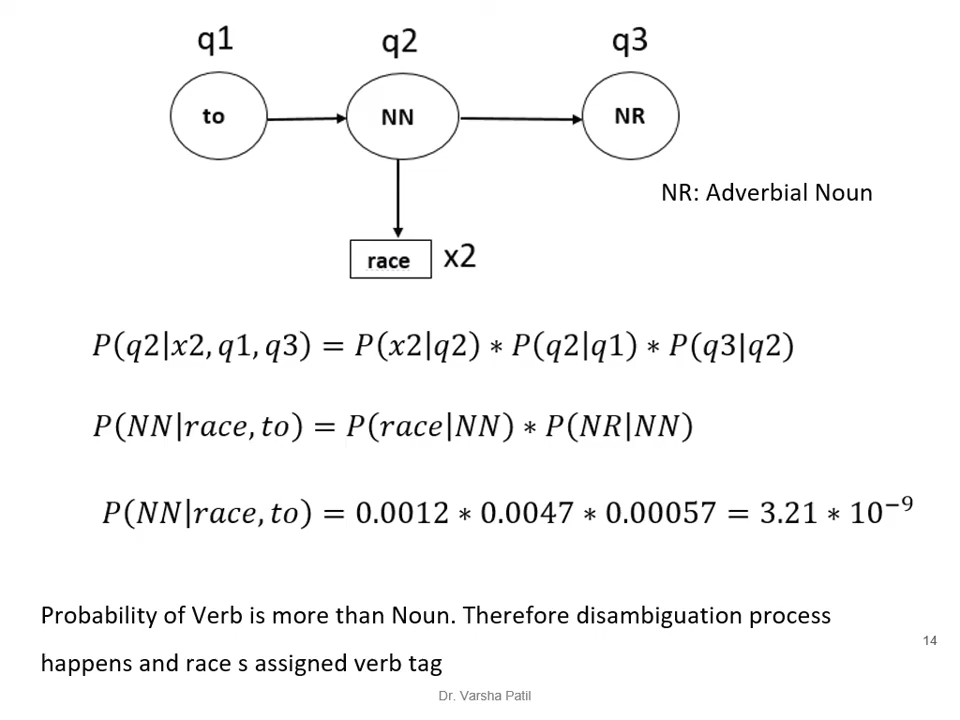 q1 q2 q3
to NN NR
NR: Adverbial Noun
race x2
P(q2|x2, q1, q3) = P(x2|q2) ∗ P(q2|q1) ∗ P(q3|q2)
P(NN|race, to) = P(race|NN) ∗ P(NR|NN)
P(NN|race, to) = 0.0012 ∗ 0.0047 ∗ 0.00057 = 3.21 ∗ 10⁻⁹
Probability of Verb is more than Noun. Therefore disambiguation process
happens and race s assigned verb tag
14
Dr. Varsha Patil